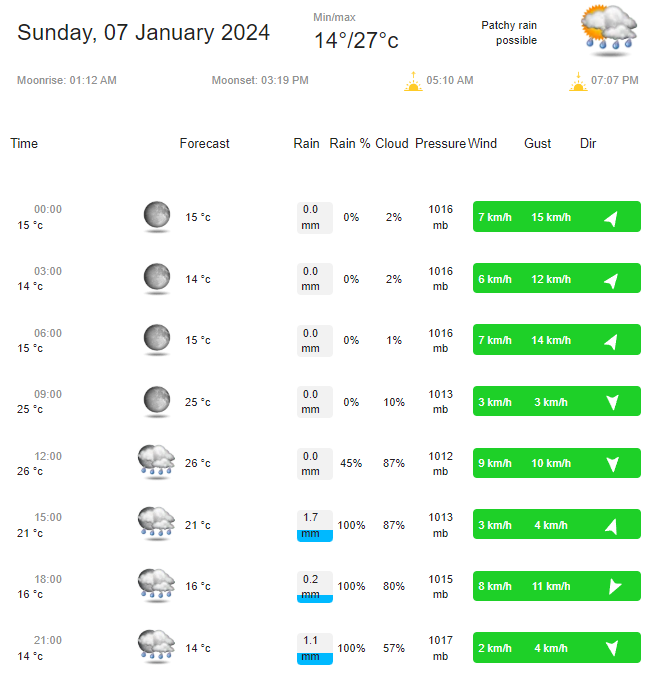 Sunday, 07 January 2024
Min/max
14°/27°c
Patchy rain
possible
Moonrise: 01:12 AM
Moonset: 03:19 PM
05:10 AM
07:07 PM
Time Forecast Rain Rain % Cloud Pressure Wind Gust Dir
00:00
15 °c
15 °c
0.0
mm
0%
2%
1016
mb
7 km/h
15 km/h
03:00
14 °c
14 °c
0.0
mm
0%
2%
1016
mb
6 km/h
12 km/h
06:00
15 °c
15 °c
0.0
mm
0%
1%
1016
mb
7 km/h
14 km/h
09:00
25 °c
25 °c
0.0
mm
0%
10%
1013
mb
3 km/h
3 km/h
12:00
26 °c
26 °c
0.0
mm
45%
87%
1012
mb
9 km/h
10 km/h
15:00
21 °c
21 °c
1.7
mm
100%
87%
1013
mb
3 km/h
4 km/h
18:00
16 °c
16 °c
0.2
mm
100%
80%
1015
mb
8 km/h
11 km/h
21:00
14 °c
14 °c
1.1
mm
100%
57%
1017
mb
2 km/h
4 km/h